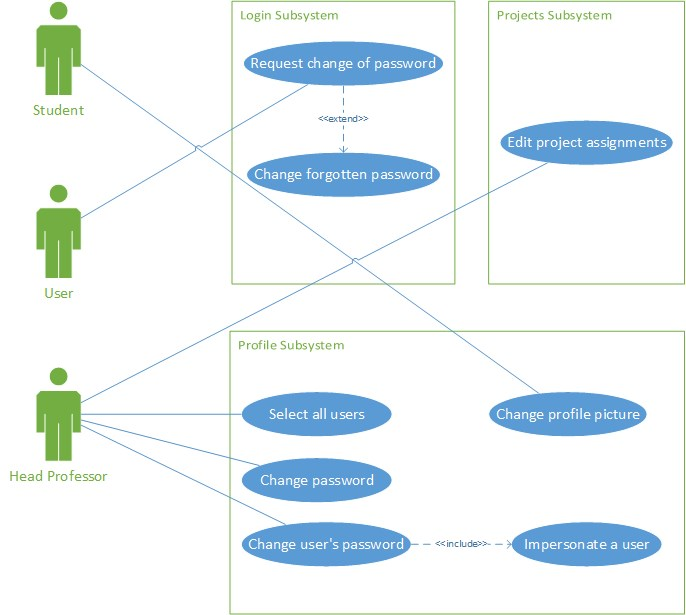 Login Subsystem
Projects Subsystem
Request change of password
Student
<<extend>>
Edit project assignments
Change forgotten password
User
Profile Subsystem
Select all users
Change profile picture
Head Professor
Change password
Change user's password
<<include>>
Impersonate a user